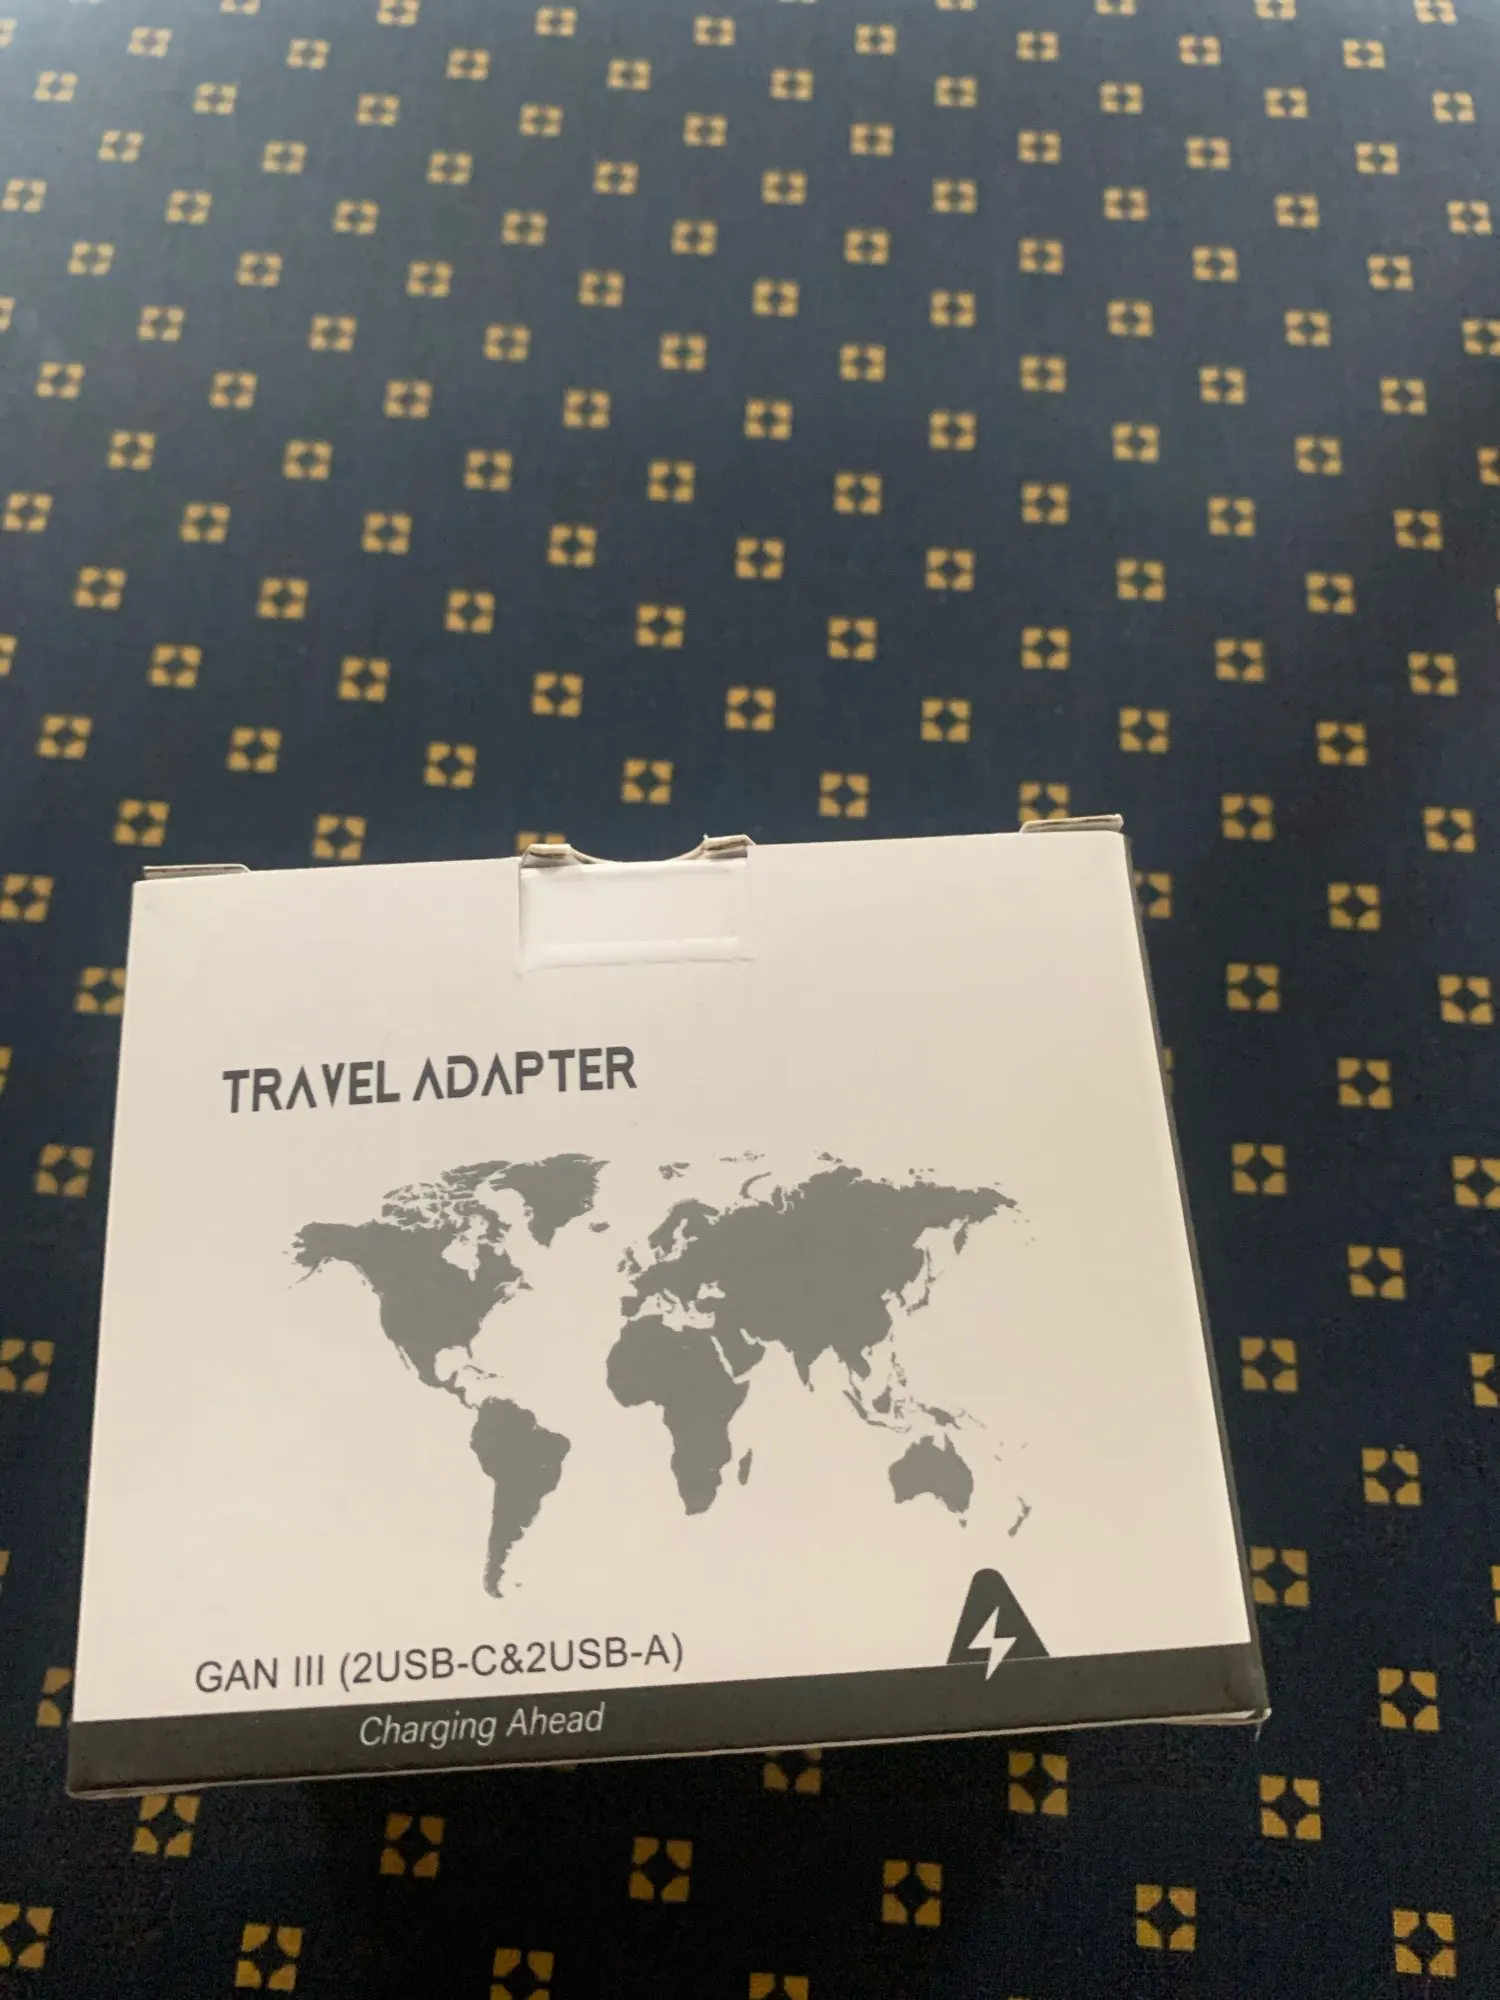 TRAVEL ADAPTER
GAN III (2USB-C&2USB-A)
Charging Ahead